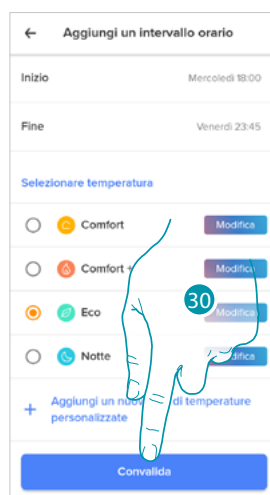 Aggiungi un intervallo orario
Inizio Mercoledì 18:00
Fine Venerdì 23:45
Selezionare temperatura
Comfort Modifica
Comfort + Modifica
Eco Modifica
30
Notte Modifica
+ Aggiungi un nuovo di temperature
personalizzate
Convalida